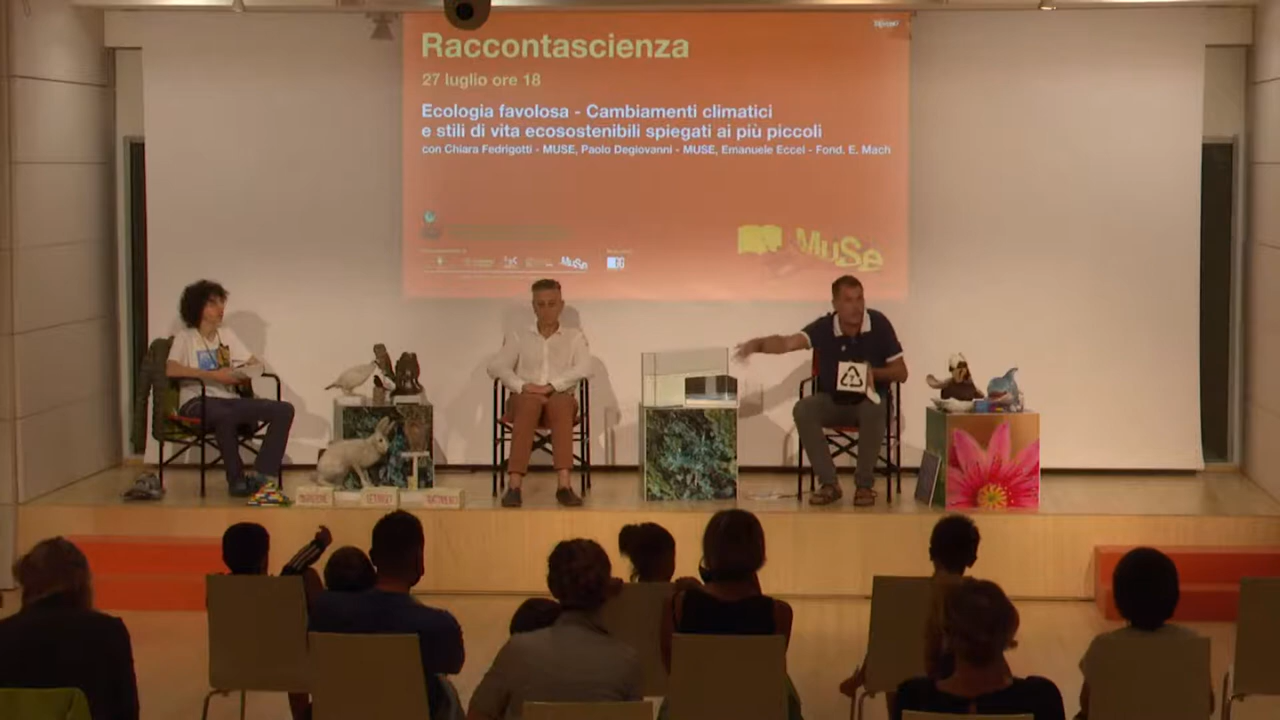 Raccontascienza
27 luglio ore 18
Ecologia favolosa - Cambiamenti climatici
e stili di vita ecosostenibili spiegati ai più piccoli
con Chiara Fedrigotti - MUSE, Paolo Degiovanni - MUSE, Emanuele Eccel - Fond. E. Mach
MuSe
MuSe